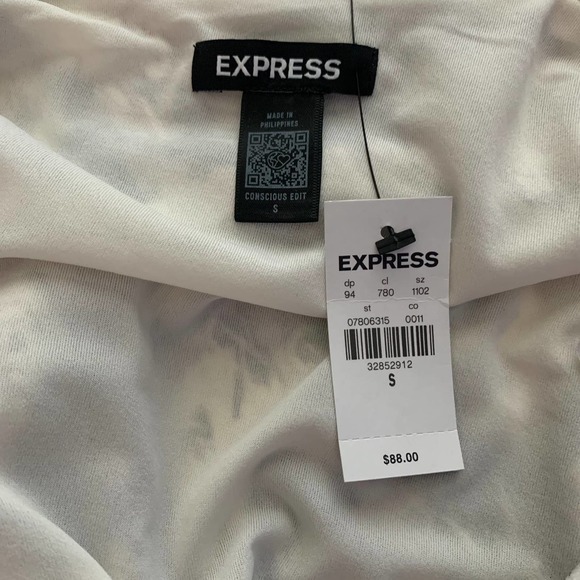 EXPRESS
MADE IN
PHILIPPINES
CONSCIOUS EDIT
S
EXPRESS
dp cl sz
94 780 1102
st co
07806315 0011
32852912
S
$88.00